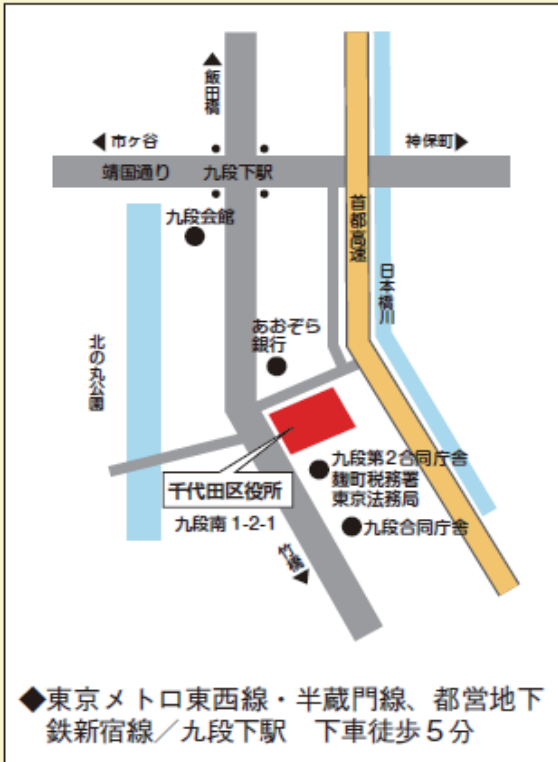 飯田橋
市ヶ谷
神保町
靖国通り
九段下駅
首都高速
九段会館
日本橋川
あおぞら
銀行
北の丸公園
九段第2合同庁舎
麹町税務署
東京法務局
千代田区役所
九段南1-2-1
九段合同庁舎
竹橋
◆東京メトロ東西線・半蔵門線、都営地下
鉄新宿線／九段下駅　下車徒歩5分